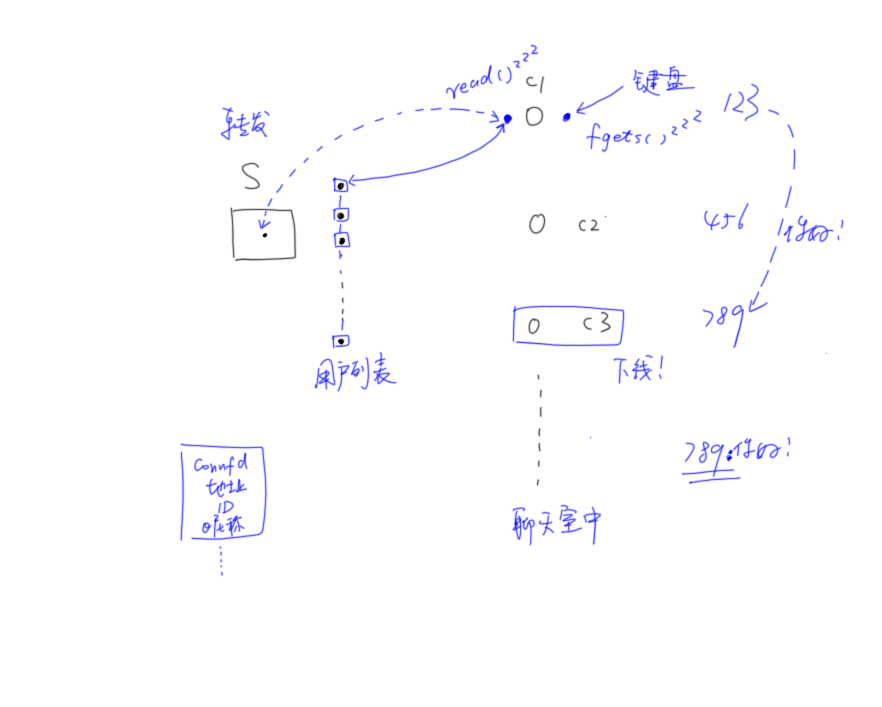 read()zzz
C1
键盘
123
转发
fgets()zzz
S
C2
456
你好!
C3
789
下线!
用户列表
789:你好!
connfd
地址
ID
昵称
聊天室中